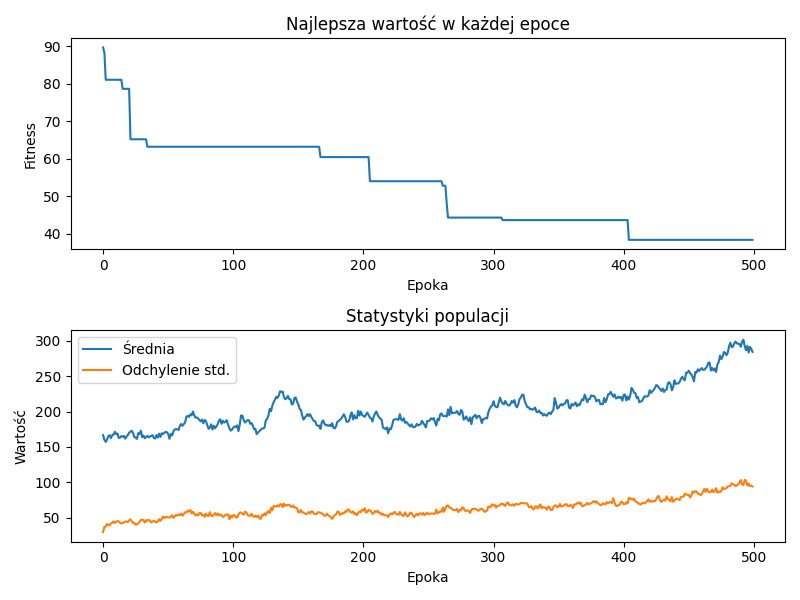 Najlepsza wartość w każdej epoce
90
80
70
60
50
40
Fitness
0 100 200 300 400 500
Epoka
Statystyki populacji
300
250
200
150
100
50
Wartość
Średnia
Odchylenie std.
0 100 200 300 400 500
Epoka